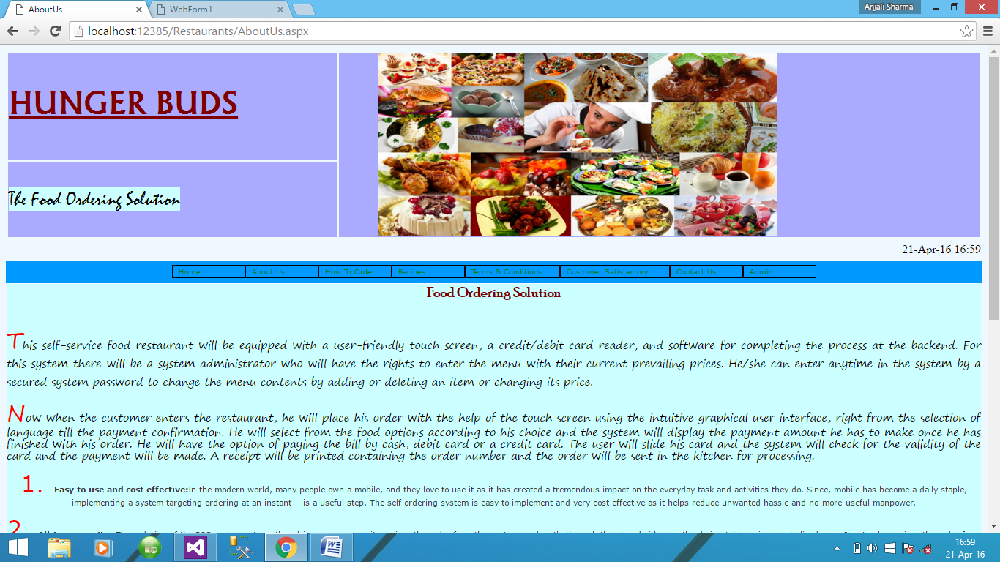 AboutUs
WebForm1
Anjali Sharma
localhost:12385/Restaurants/AboutUs.aspx
HUNGER BUDS
The Food Ordering Solution
21-Apr-16 16:59
Home About Us How To Order Recipes Terms & Conditions Customer Satisfactory Contact Us Admin
Food Ordering Solution
This self-service food restaurant will be equipped with a user-friendly touch screen, a credit/debit card reader, and software for completing the process at the backend. For
this system there will be a system administrator who will have the rights to enter the menu with their current prevailing prices. He/she can enter anytime in the system by a
secured system password to change the menu contents by adding or deleting an item or changing its price.
Now when the customer enters the restaurant, he will place his order with the help of the touch screen using the intuitive graphical user interface, right from the selection of
language till the payment confirmation. He will select from the food options according to his choice and the system will display the payment amount he has to make once he has
finished with his order. He will have the option of paying the bill by cash, debit card or a credit card. The user will slide his card and the system will check for the validity of the
card and the payment will be made. A receipt will be printed containing the order number and the order will be sent in the kitchen for processing.
1. Easy to use and cost effective:In the modern world, many people own a mobile, and they love to use it as it has created a tremendous impact on the everyday task and activities they do. Since, mobile has become a daily staple,
implementing a system targeting ordering at an instant is a useful step. The self ordering system is easy to implement and very cost effective as it helps reduce unwanted hassle and no-more-useful manpower.
2
16:59
21-Apr-16